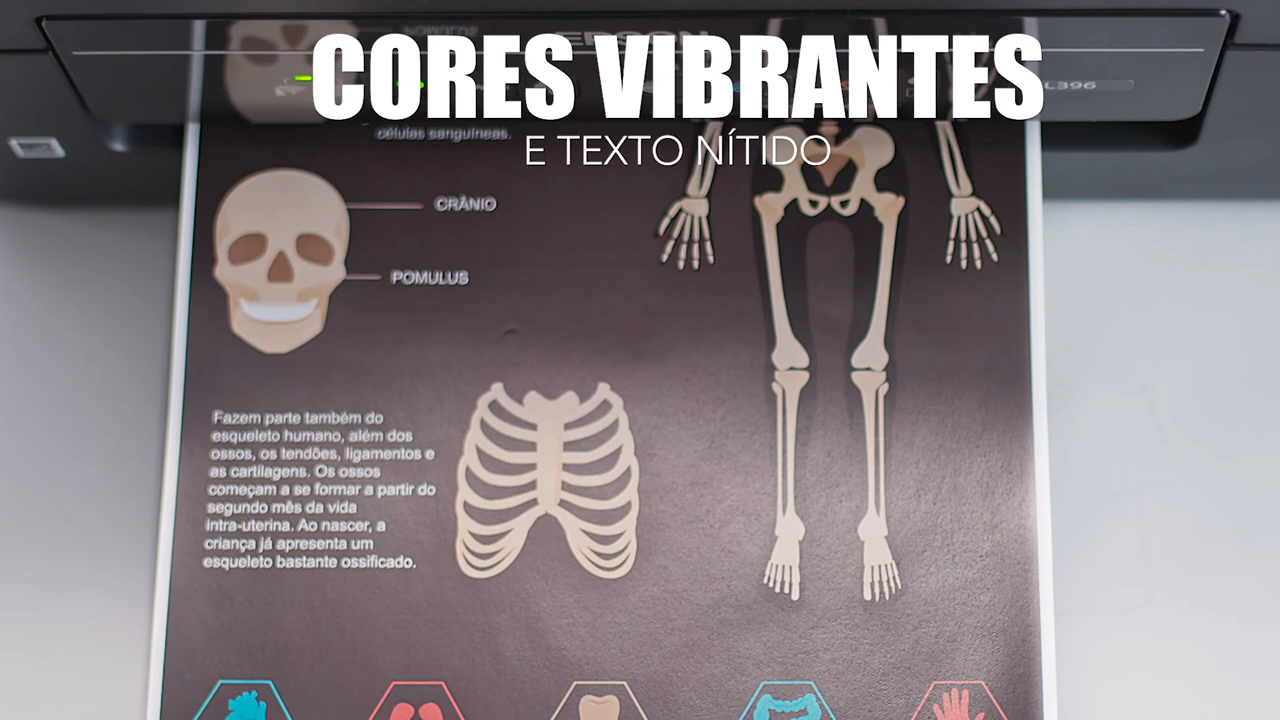 EPSON
CORES VIBRANTES
L396
células sanguíneas.
E TEXTO NÍTIDO
CRÂNIO
POMULUS
Fazem parte também do
esqueleto humano, além dos
ossos, os tendões, ligamentos e
as cartilagens. Os ossos
começam a se formar a partir do
segundo mês da vida
intra-uterina. Ao nascer, a
criança já apresenta um
esqueleto bastante ossificado.